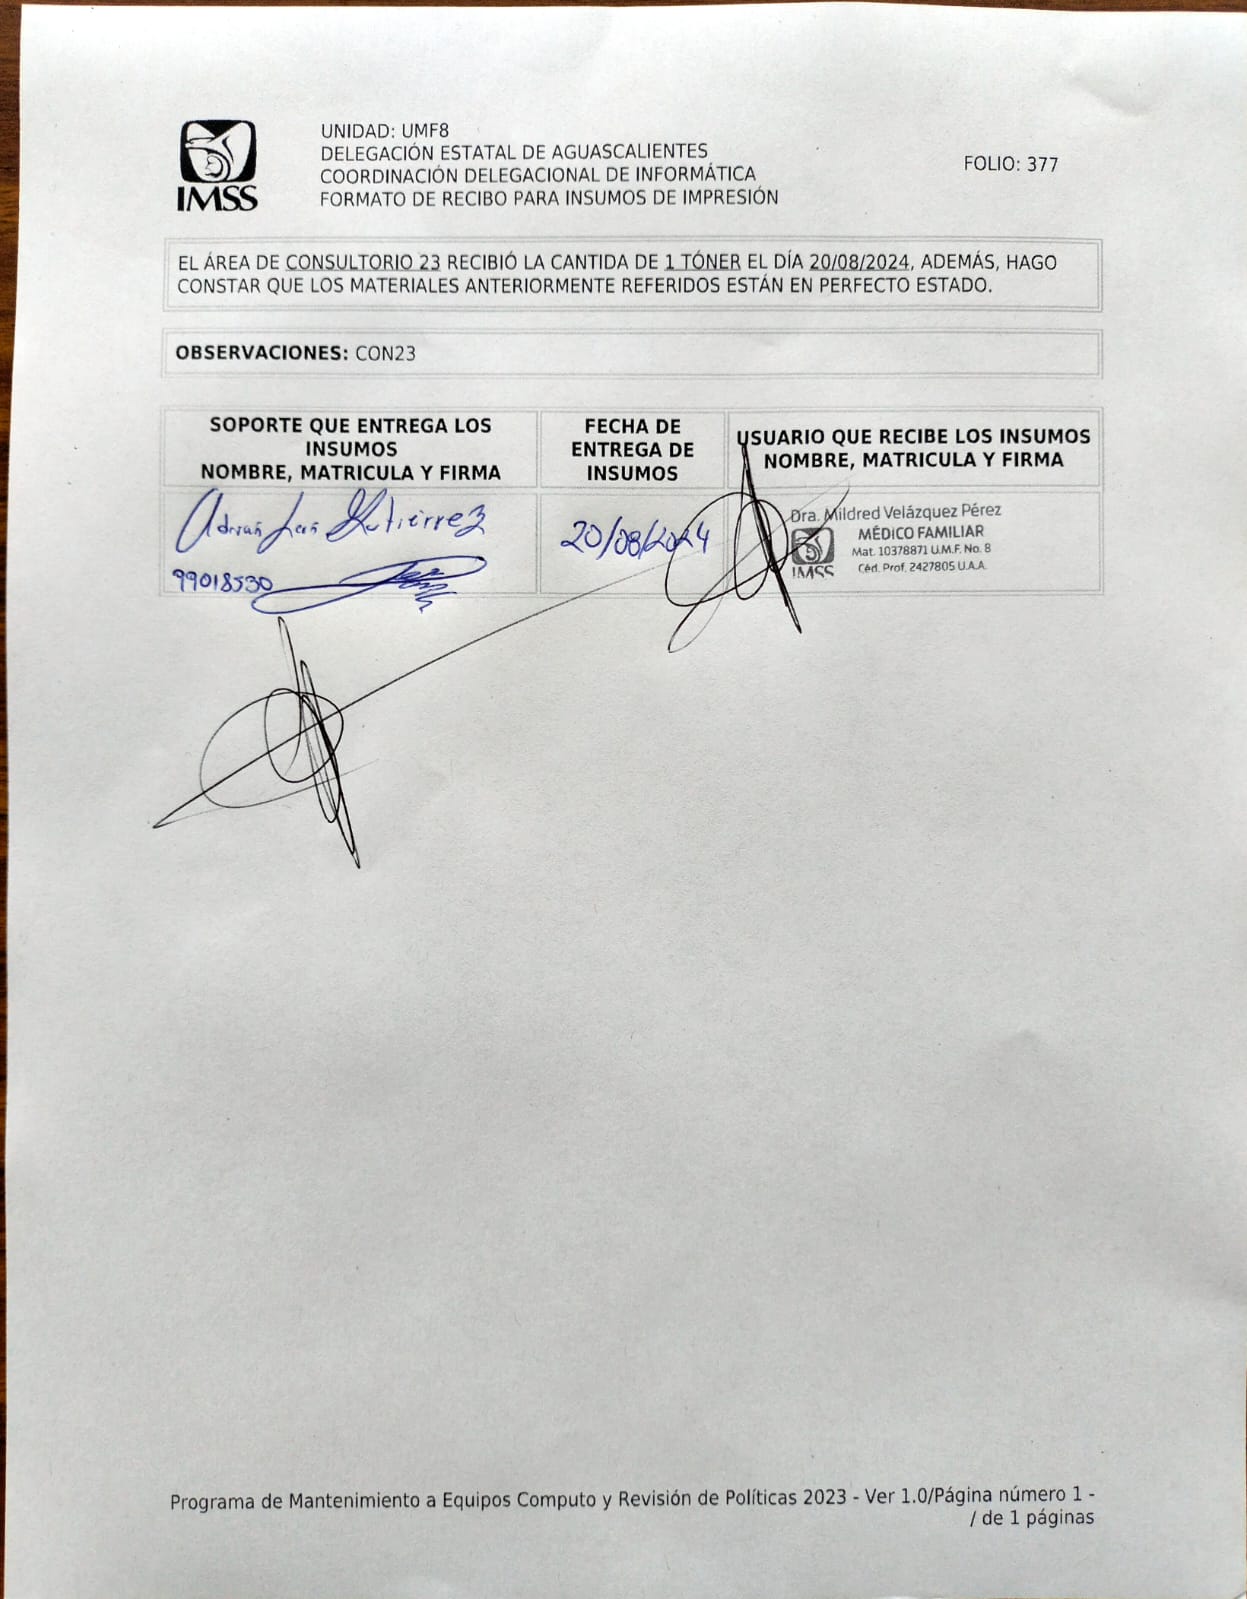 IMSS
UNIDAD: UMF8
DELEGACIÓN ESTATAL DE AGUASCALIENTES
COORDINACIÓN DELEGACIONAL DE INFORMÁTICA
FORMATO DE RECIBO PARA INSUMOS DE IMPRESIÓN
FOLIO: 377
EL ÁREA DE CONSULTORIO 23 RECIBIÓ LA CANTIDA DE 1 TÓNER EL DÍA 20/08/2024, ADEMÁS, HAGO
CONSTAR QUE LOS MATERIALES ANTERIORMENTE REFERIDOS ESTÁN EN PERFECTO ESTADO.
OBSERVACIONES: CON23
SOPORTE QUE ENTREGA LOS
INSUMOS
NOMBRE, MATRICULA Y FIRMA
FECHA DE
ENTREGA DE
INSUMOS
USUARIO QUE RECIBE LOS INSUMOS
NOMBRE, MATRICULA Y FIRMA
Adrián Gutiérrez
99018530
20/08/2024
Dra. Mildred Velázquez Pérez
MÉDICO FAMILIAR
Mat. 10378871 U.M.F. No. 8
Céd. Prof. 2427805 U.A.A.
IMSS
Programa de Mantenimiento a Equipos Computo y Revisión de Políticas 2023 - Ver 1.0/Página número 1 -
/ de 1 páginas